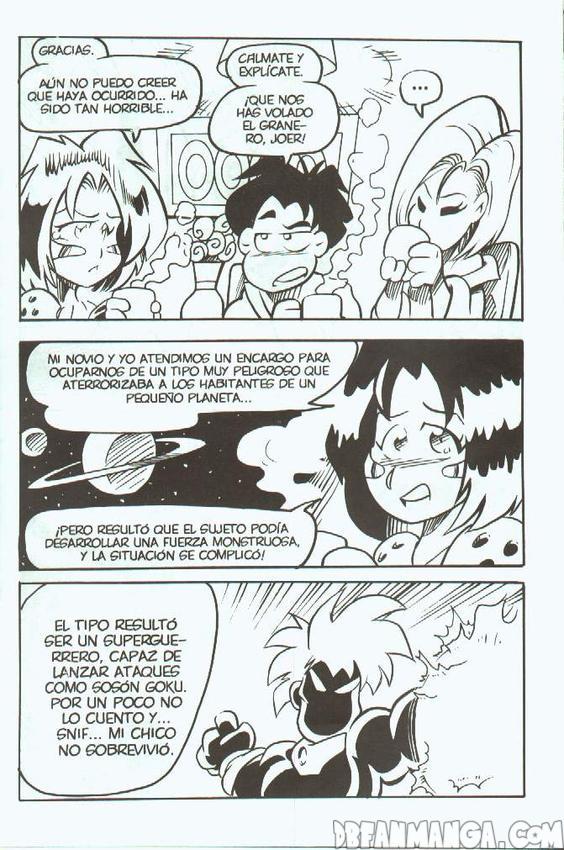 GRACIAS.
AÚN NO PUEDO CREER
QUE HAYA OCURRIDO... HA
SIDO TAN HORRIBLE...
CALMATE Y
EXPLÍCATE.
¡QUE NOS
HAS VOLADO
EL GRANE-
RO, JOER!
...
MI NOVIO Y YO ATENDIMOS UN ENCARGO PARA
OCUPARNOS DE UN TIPO MUY PELIGROSO QUE
ATERRORIZABA A LOS HABITANTES DE UN
PEQUEÑO PLANETA...
¡PERO RESULTÓ QUE EL SUJETO PODÍA
DESARROLLAR UNA FUERZA MONSTRUOSA,
Y LA SITUACIÓN SE COMPLICÓ!
EL TIPO RESULTÓ
SER UN SUPERGUE-
RRERO, CAPAZ DE
LANZAR ATAQUES
COMO SOSÓN GOKU.
POR UN POCO NO
LO CUENTO Y...
SNIF... MI CHICO
NO SOBREVIVIÓ.
DBFANMANGA.COM